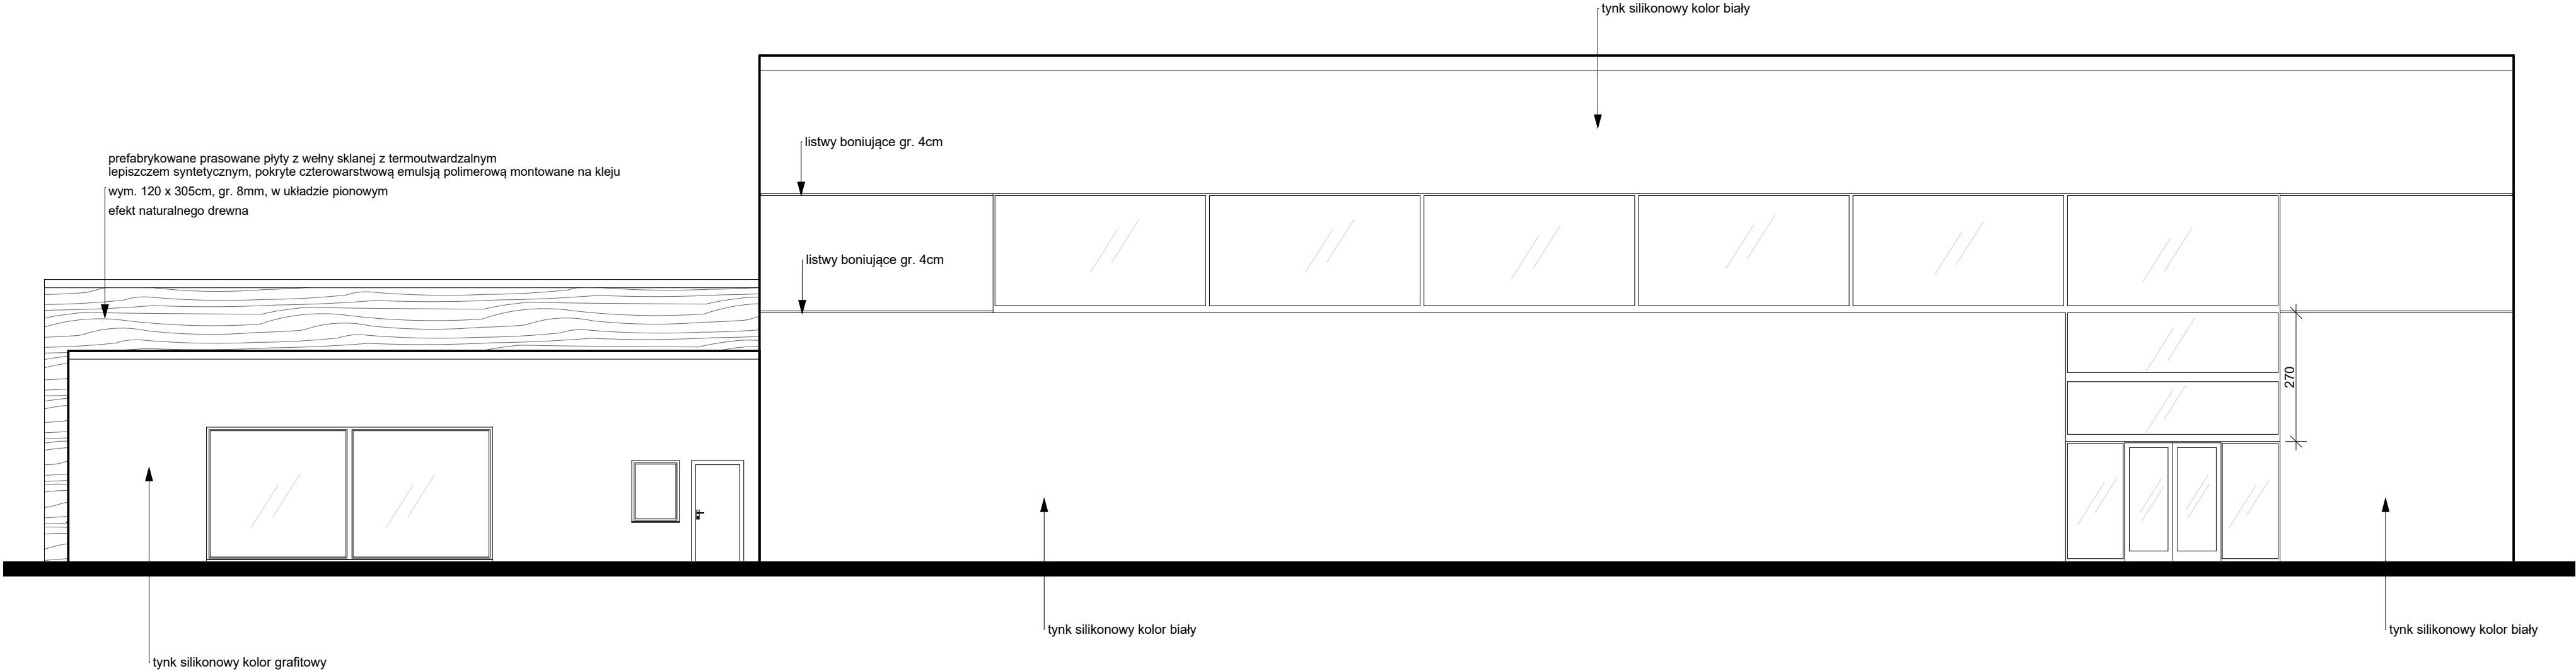 tynk silikonowy kolor biały
listwy boniujące gr. 4cm
prefabrykowane prasowane płyty z wełny sklanej z termoutwardzalnym
lepiszczem syntetycznym, pokryte czterowarstwową emulsją polimerową montowane na kleju
wym. 120 x 305cm, gr. 8mm, w układzie pionowym
efekt naturalnego drewna
listwy boniujące gr. 4cm
270
tynk silikonowy kolor biały
tynk silikonowy kolor biały
tynk silikonowy kolor grafitowy